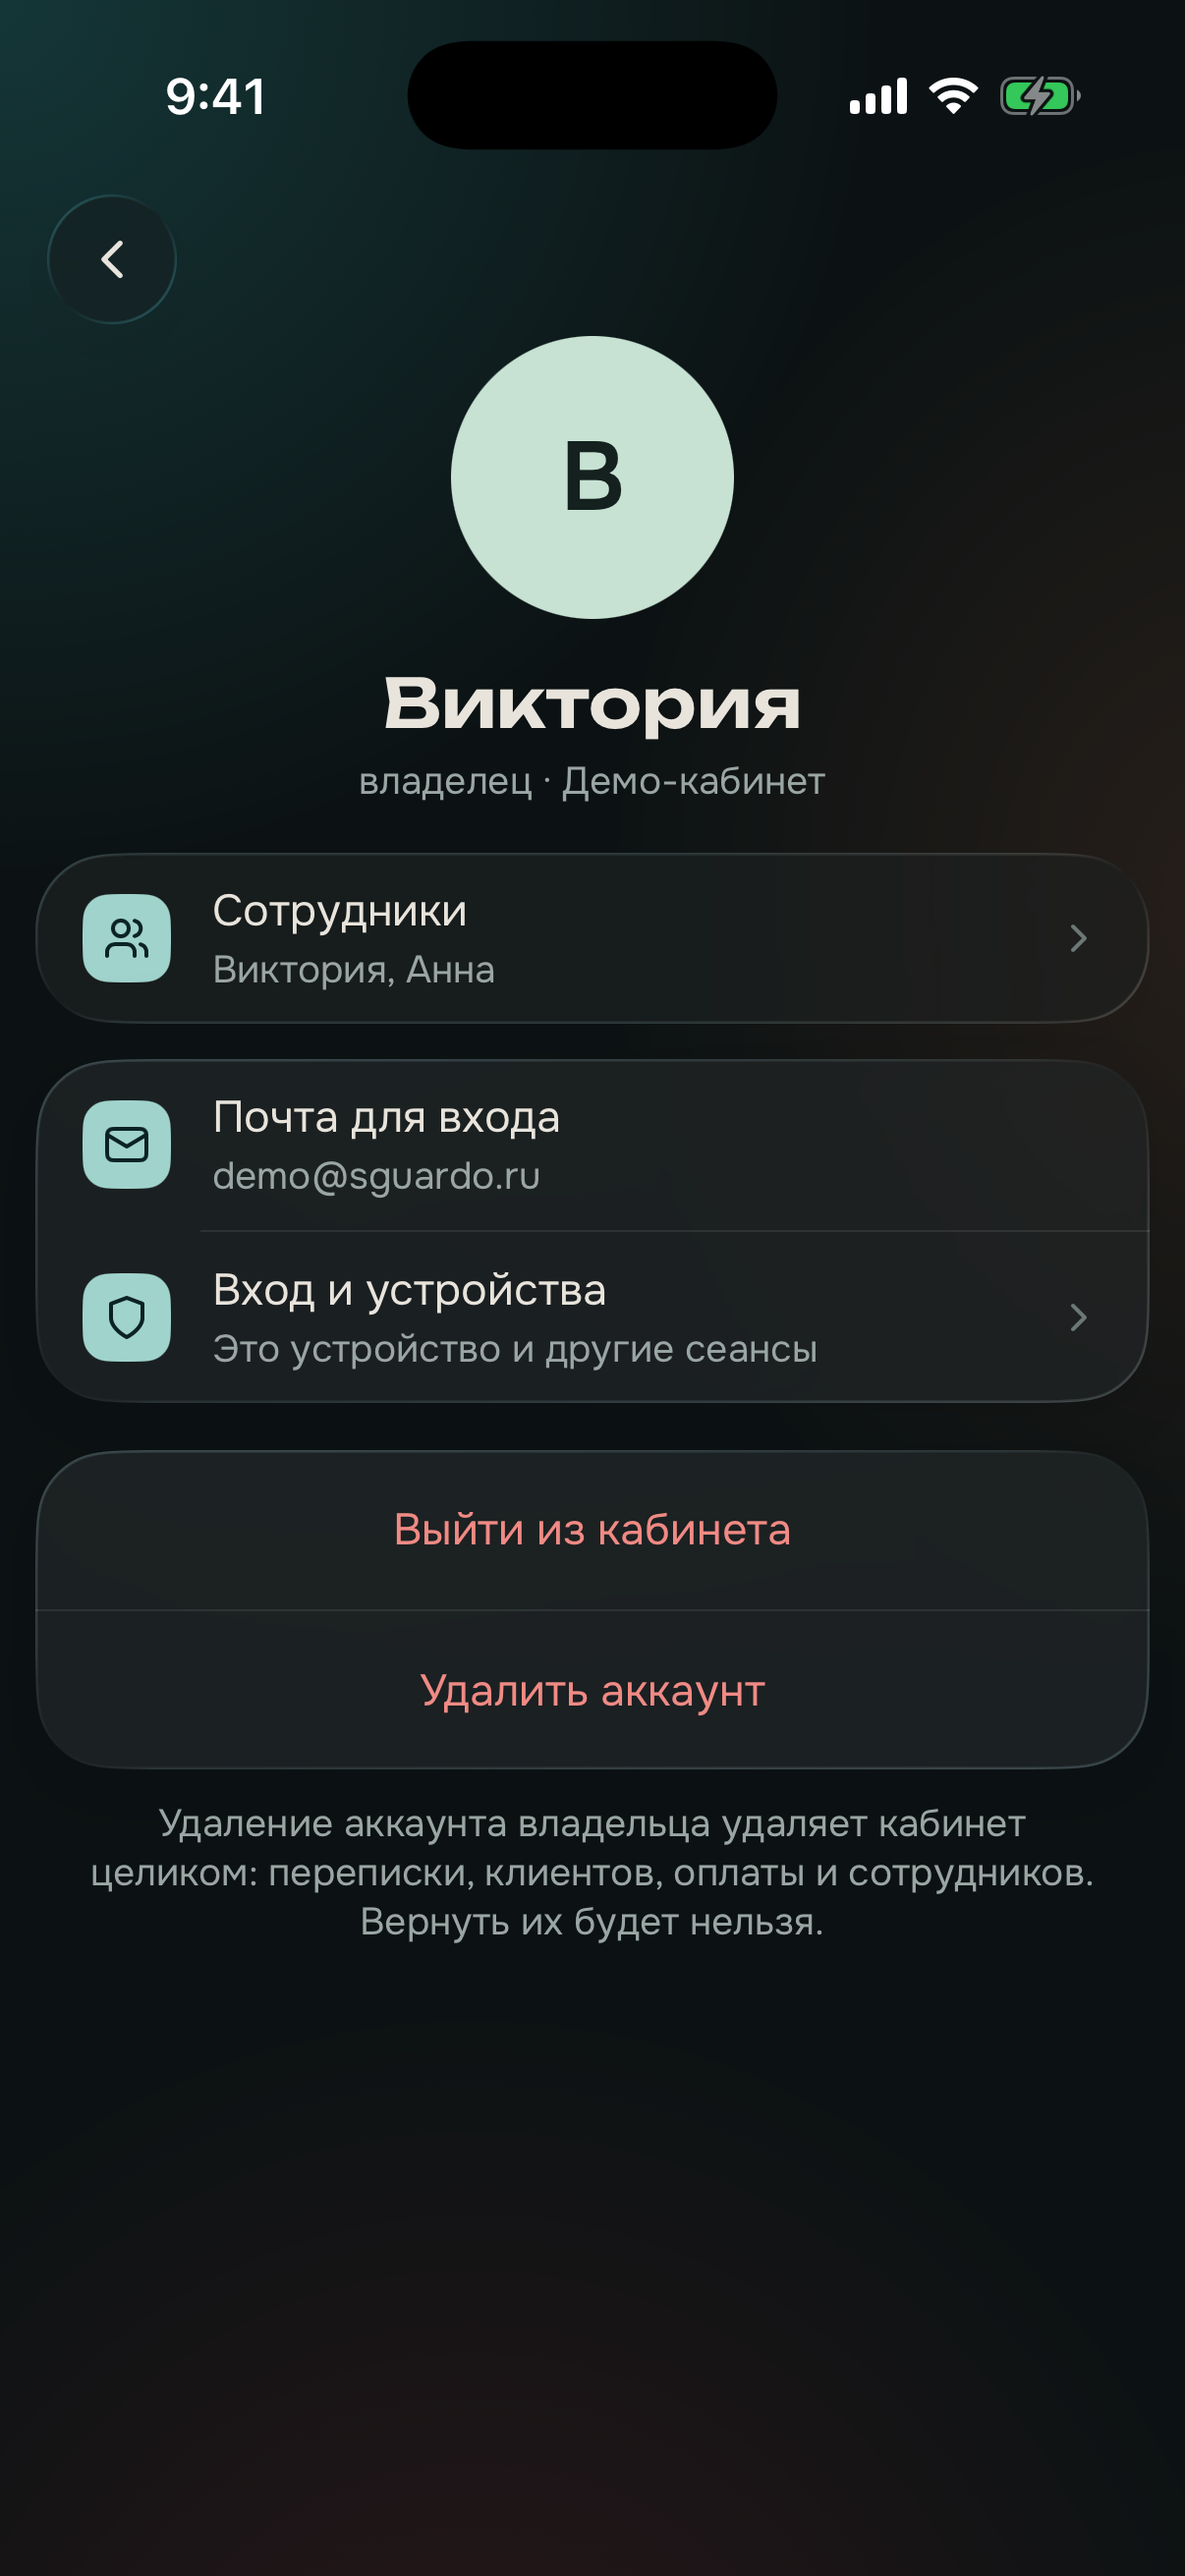 9:41
В
Виктория
владелец · Демо-кабинет
Сотрудники
Виктория, Анна
Почта для входа
demo@sguardo.ru
Вход и устройства
Это устройство и другие сеансы
Выйти из кабинета
Удалить аккаунт
Удаление аккаунта владельца удаляет кабинет
целиком: переписки, клиентов, оплаты и сотрудников.
Вернуть их будет нельзя.